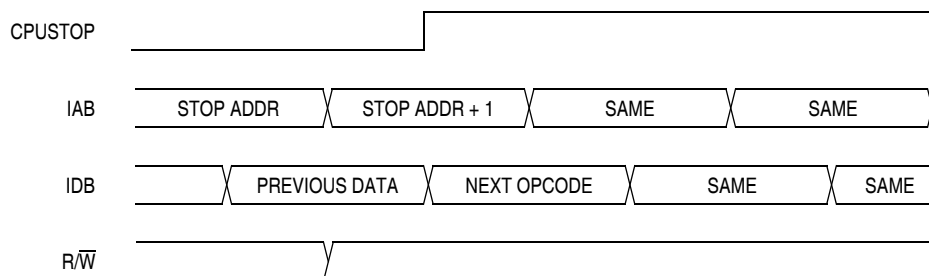 CPUSTOP
IAB STOP ADDR STOP ADDR + 1 SAME SAME
IDB PREVIOUS DATA NEXT OPCODE SAME SAME
R/W̅